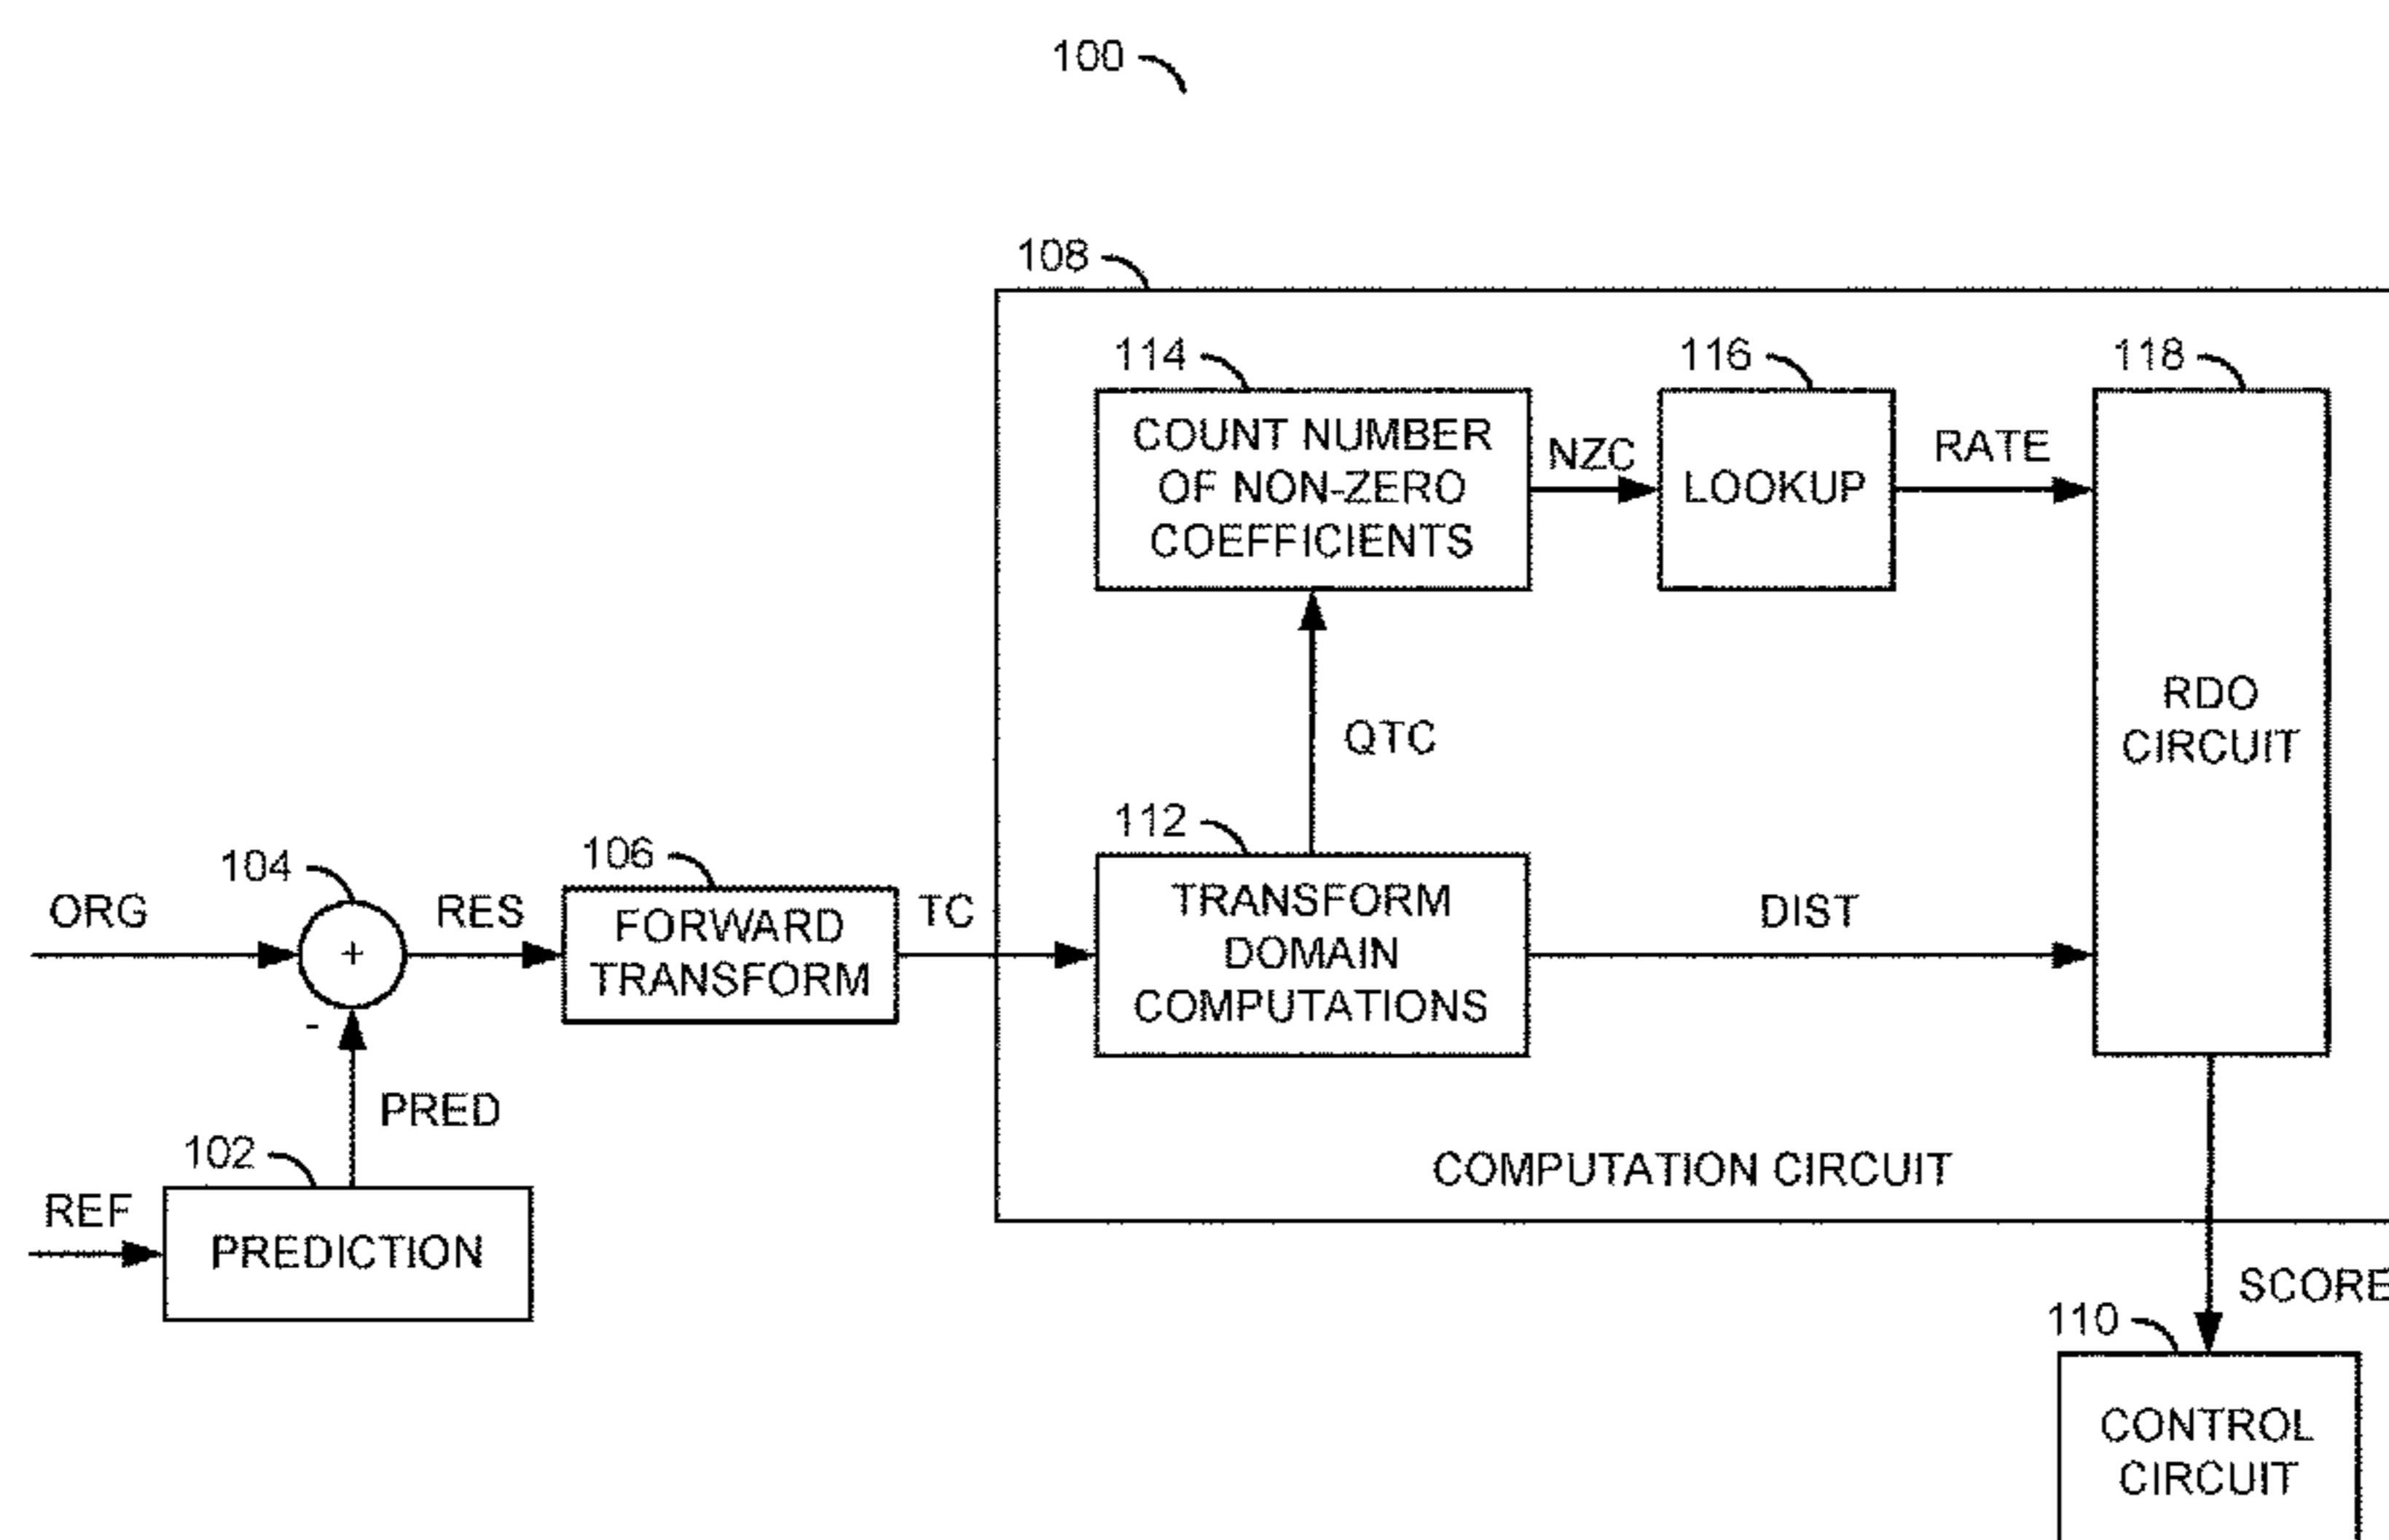 100
108
114
116
118
COUNT NUMBER
OF NON-ZERO
COEFFICIENTS
NZC
LOOKUP
RATE
RDO
CIRCUIT
QTC
112
104
106
ORG
RES
FORWARD
TRANSFORM
TC
TRANSFORM
DOMAIN
COMPUTATIONS
DIST
+
-
PRED
102
REF
PREDICTION
COMPUTATION CIRCUIT
SCORE
110
CONTROL
CIRCUIT